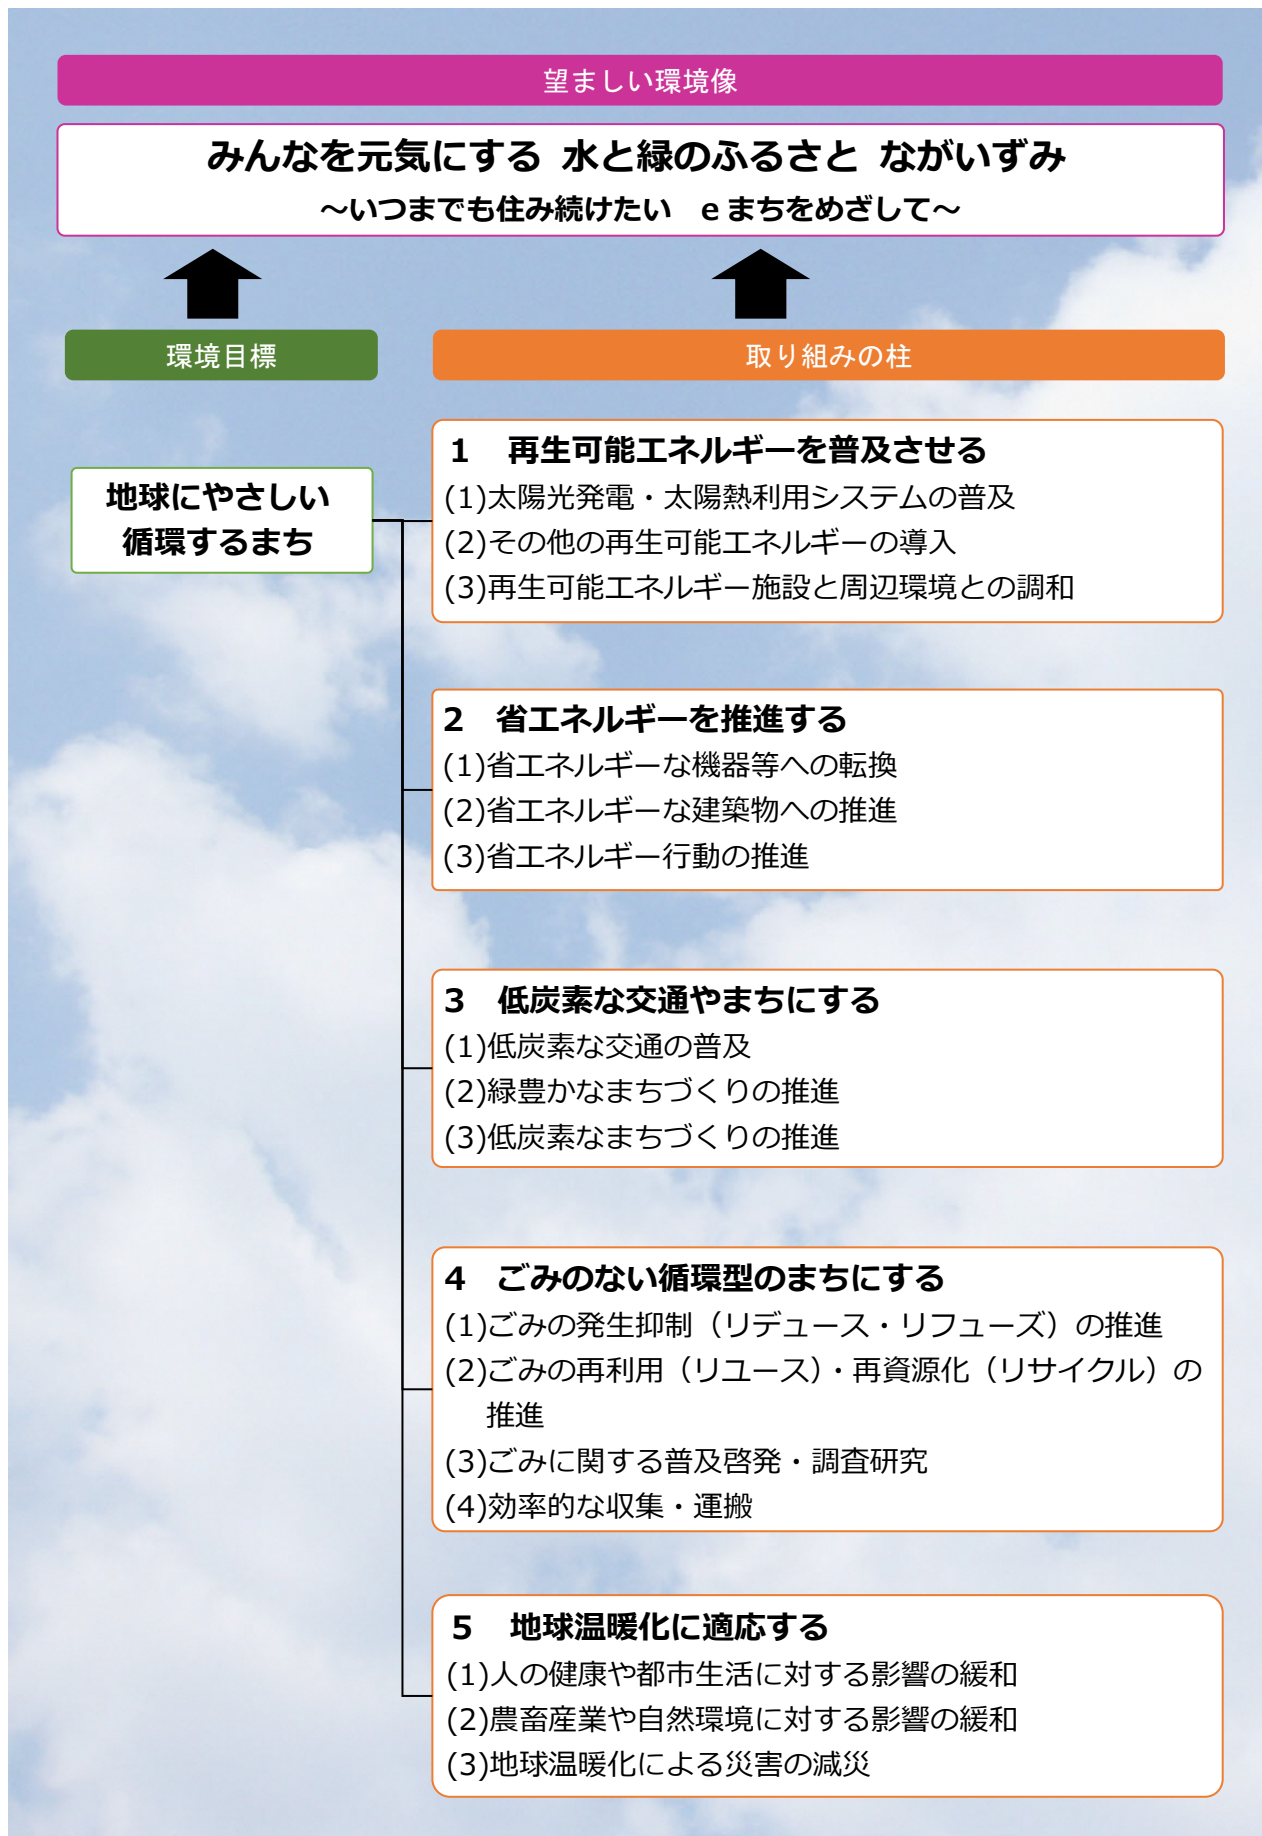 望ましい環境像
みんなを元気にする 水と緑のふるさと ながいずみ
～いつまでも住み続けたい　e まちをめざして～
環境目標
取り組みの柱
地球にやさしい
循環するまち
1　再生可能エネルギーを普及させる
(1)太陽光発電・太陽熱利用システムの普及
(2)その他の再生可能エネルギーの導入
(3)再生可能エネルギー施設と周辺環境との調和
2　省エネルギーを推進する
(1)省エネルギーな機器等への転換
(2)省エネルギーな建築物への推進
(3)省エネルギー行動の推進
3　低炭素な交通やまちにする
(1)低炭素な交通の普及
(2)緑豊かなまちづくりの推進
(3)低炭素なまちづくりの推進
4　ごみのない循環型のまちにする
(1)ごみの発生抑制（リデュース・リフューズ）の推進
(2)ごみの再利用（リユース）・再資源化（リサイクル）の
推進
(3)ごみに関する普及啓発・調査研究
(4)効率的な収集・運搬
5　地球温暖化に適応する
(1)人の健康や都市生活に対する影響の緩和
(2)農畜産業や自然環境に対する影響の緩和
(3)地球温暖化による災害の減災